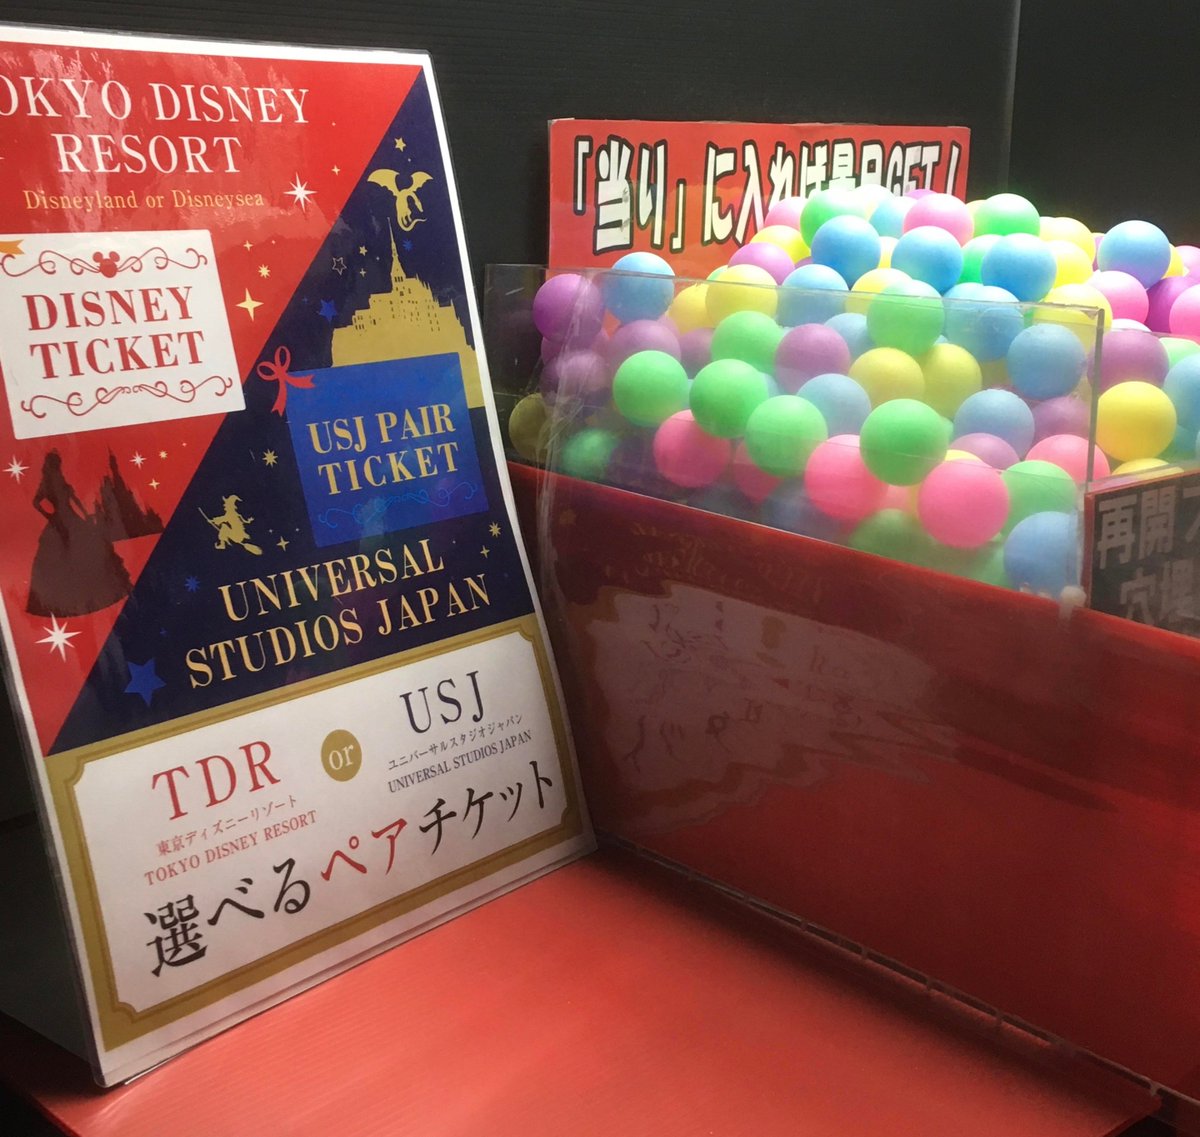 OKYO DISNEY
RESORT
Disneyland or Disneysea
DISNEY
TICKET
USJ PAIR
TICKET
UNIVERSAL
STUDIOS JAPAN
TDR
東京ディズニーリゾート
TOKYO DISNEY RESORT
or
USJ
ユニバーサルスタジオジャパン
UNIVERSAL STUDIOS JAPAN
選べるペアチケット
「当り」に入れば景品GET!
再開
穴場